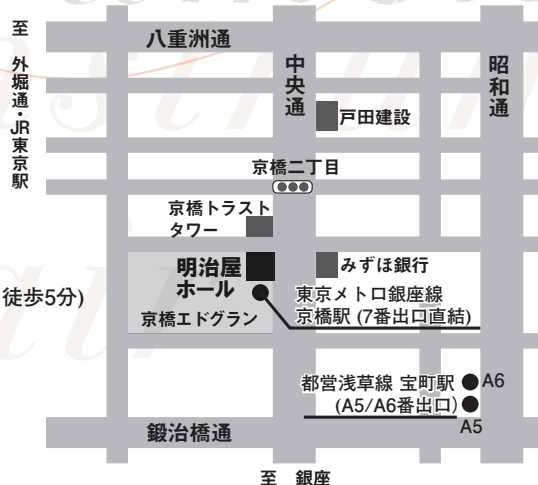 至
外堀通・JR東京駅
八重洲通
中央通
昭和通
戸田建設
京橋二丁目
京橋トラスト
タワー
明治屋
ホール
京橋エドグラン
みずほ銀行
東京メトロ銀座線
京橋駅 (7番出口直結)
徒歩5分)
都営浅草線 宝町駅
(A5/A6番出口)
A6
A5
鍛治橋通
至 銀座